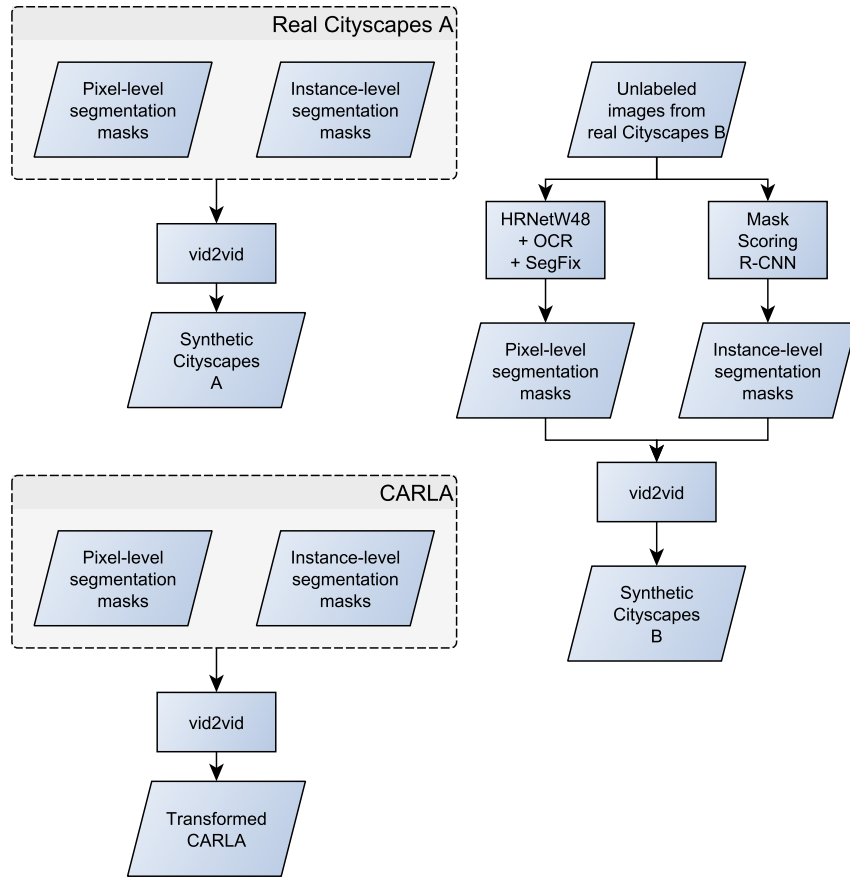 Real Cityscapes A
Pixel-level
segmentation
masks
Instance-level
segmentation
masks
vid2vid
Synthetic
Cityscapes
A
CARLA
Pixel-level
segmentation
masks
Instance-level
segmentation
masks
vid2vid
Transformed
CARLA
Unlabeled
images from
real Cityscapes B
HRNetW48
+ OCR
+ SegFix
Mask
Scoring
R-CNN
Pixel-level
segmentation
masks
Instance-level
segmentation
masks
vid2vid
Synthetic
Cityscapes
B